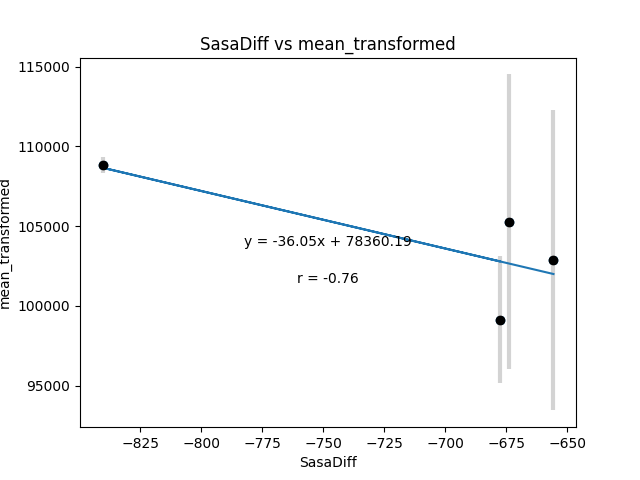 SasaDiff vs mean_transformed
115000
110000
105000
100000
95000
mean_transformed
y = -36.05x + 78360.19
r = -0.76
−825 −800 −775 −750 −725 −700 −675 −650
SasaDiff